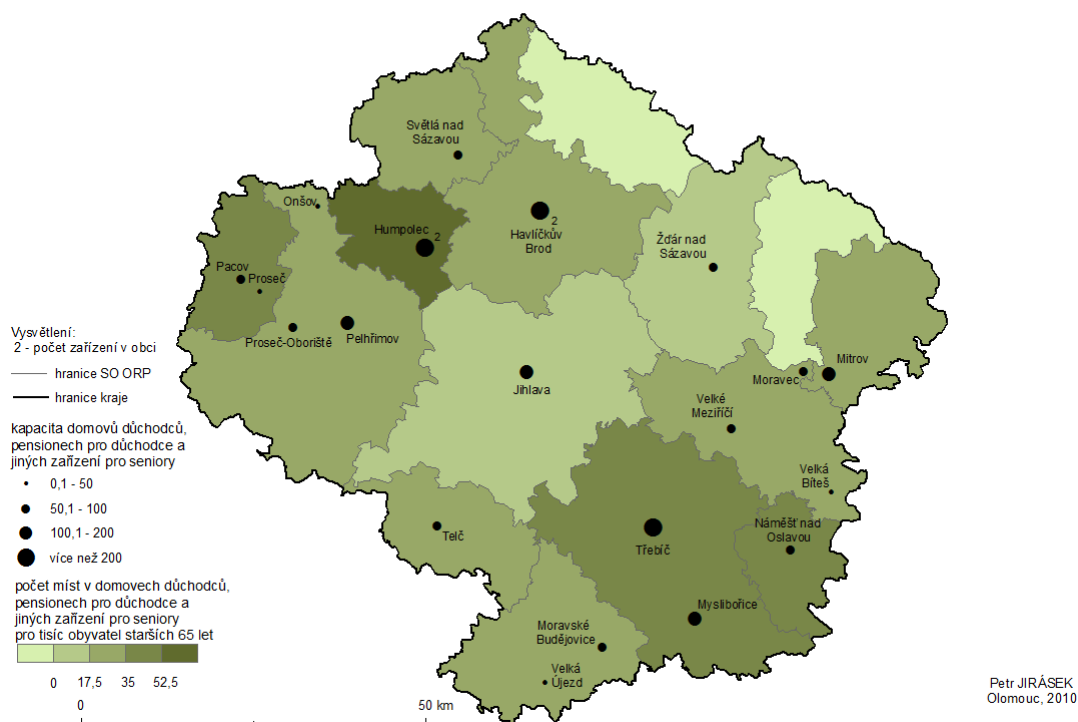 Světlá nad
Sázavou
Onšov
Humpolec 2
2
Havlíčkův
Brod
Žďár nad
Sázavou
Pacov
Proseč
Proseč-Obořiště
Pelhřimov
Jihlava
Moravec
Mitrov
Velké
Meziříčí
Velká
Bíteš
Telč
Třebíč
Náměšť nad
Oslavou
Myslibořice
Moravské
Budějovice
Velká
Újezd
Vysvětlení:
2 - počet zařízení v obci
hranice SO ORP
hranice kraje
kapacita domovů důchodců,
pensionech pro důchodce a
jiných zařízení pro seniory
0,1 - 50
50,1 - 100
100,1 - 200
více než 200
počet míst v domovech důchodců,
pensionech pro důchodce a
jiných zařízení pro seniory
pro tisíc obyvatel starších 65 let
0 17,5 35 52,5
0 50 km
Petr JIRÁSEK
Olomouc, 2010